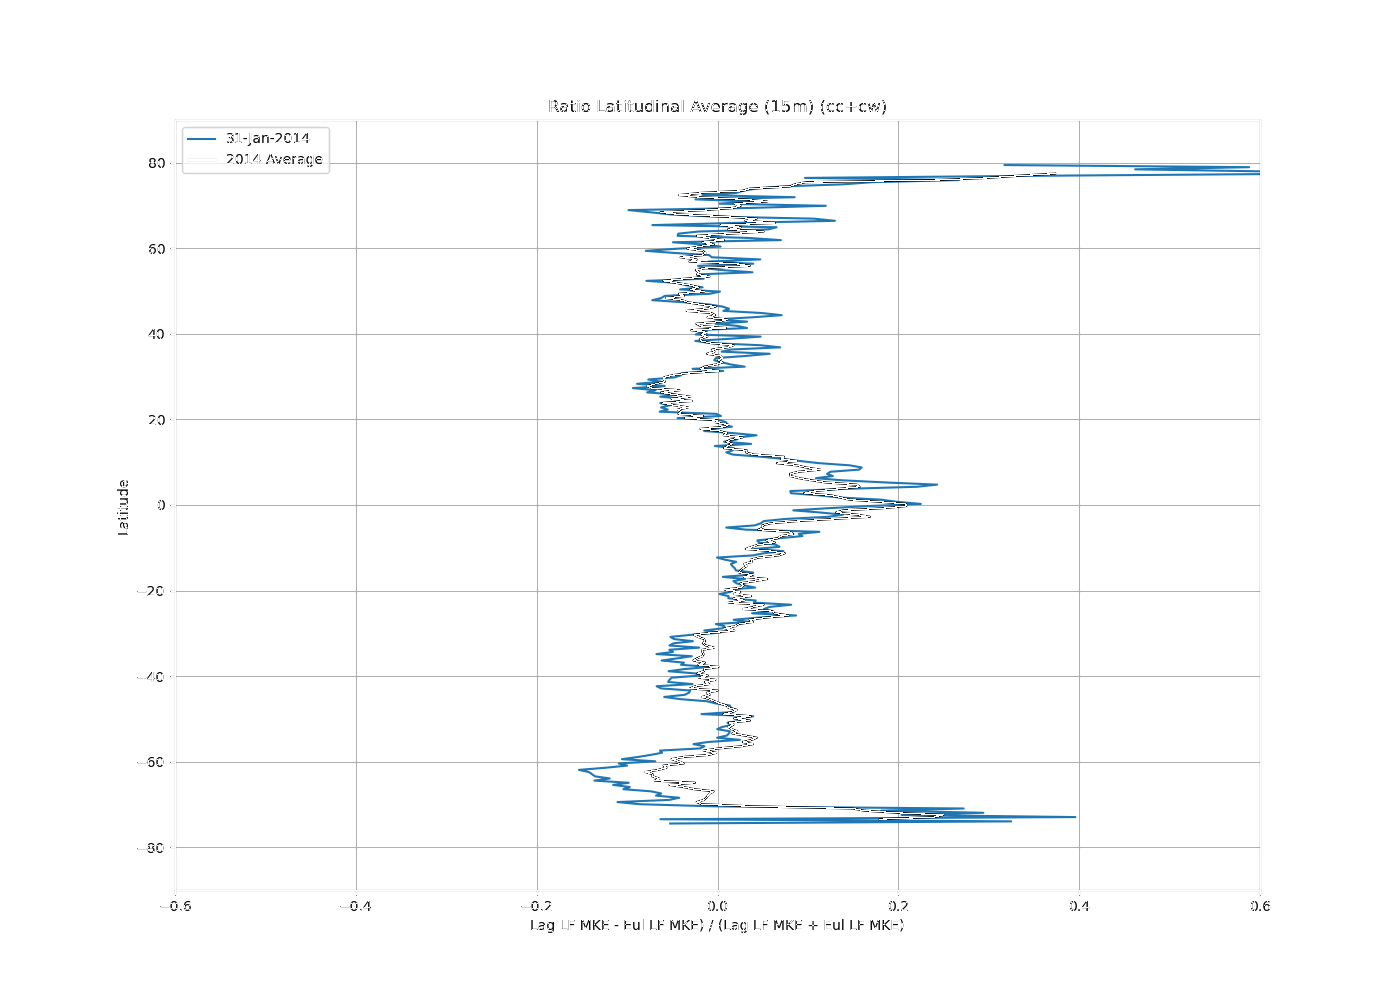 Ratio Latitudinal Average (15m) (cc+cw)
31-Jan-2014
2014 Average
80
60
40
20
0
−20
−40
−60
−80
Latitude
−0.6 −0.4 −0.2 0.0 0.2 0.4 0.6
Lag LF MKE - Eul LF MKE) / (Lag LF MKE + Eul LF MKE)